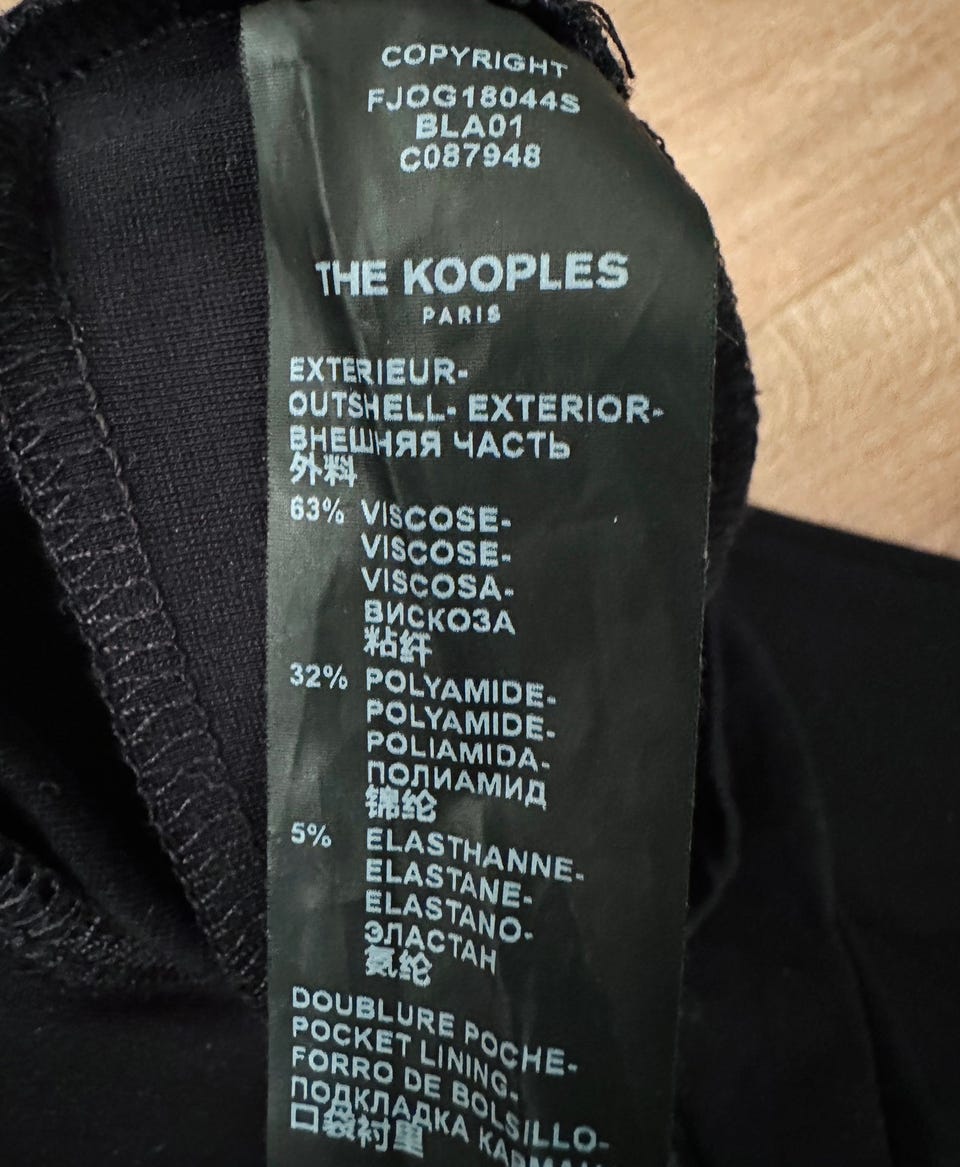 COPYRIGHT
FJOG18044S
BLA01
C087948
THE KOOPLES
PARIS
EXTERIEUR-
OUTSHELL- EXTERIOR-
ВНЕШНЯЯ ЧАСТЬ
外料
63% VISCOSE-
VISCOSE-
VISCOSA-
ВИСКОЗА
粘纤
32% POLYAMIDE-
POLYAMIDE-
POLIAMIDA-
ПОЛИАМИД
锦纶
5% ELASTHANNE-
ELASTANE-
ELASTANO-
ЭЛАСТАН
氨纶
DOUBLURE POCHE-
POCKET LINING-
FORRO DE BOLSILLO-
ПОДКЛАДКА
口袋衬里